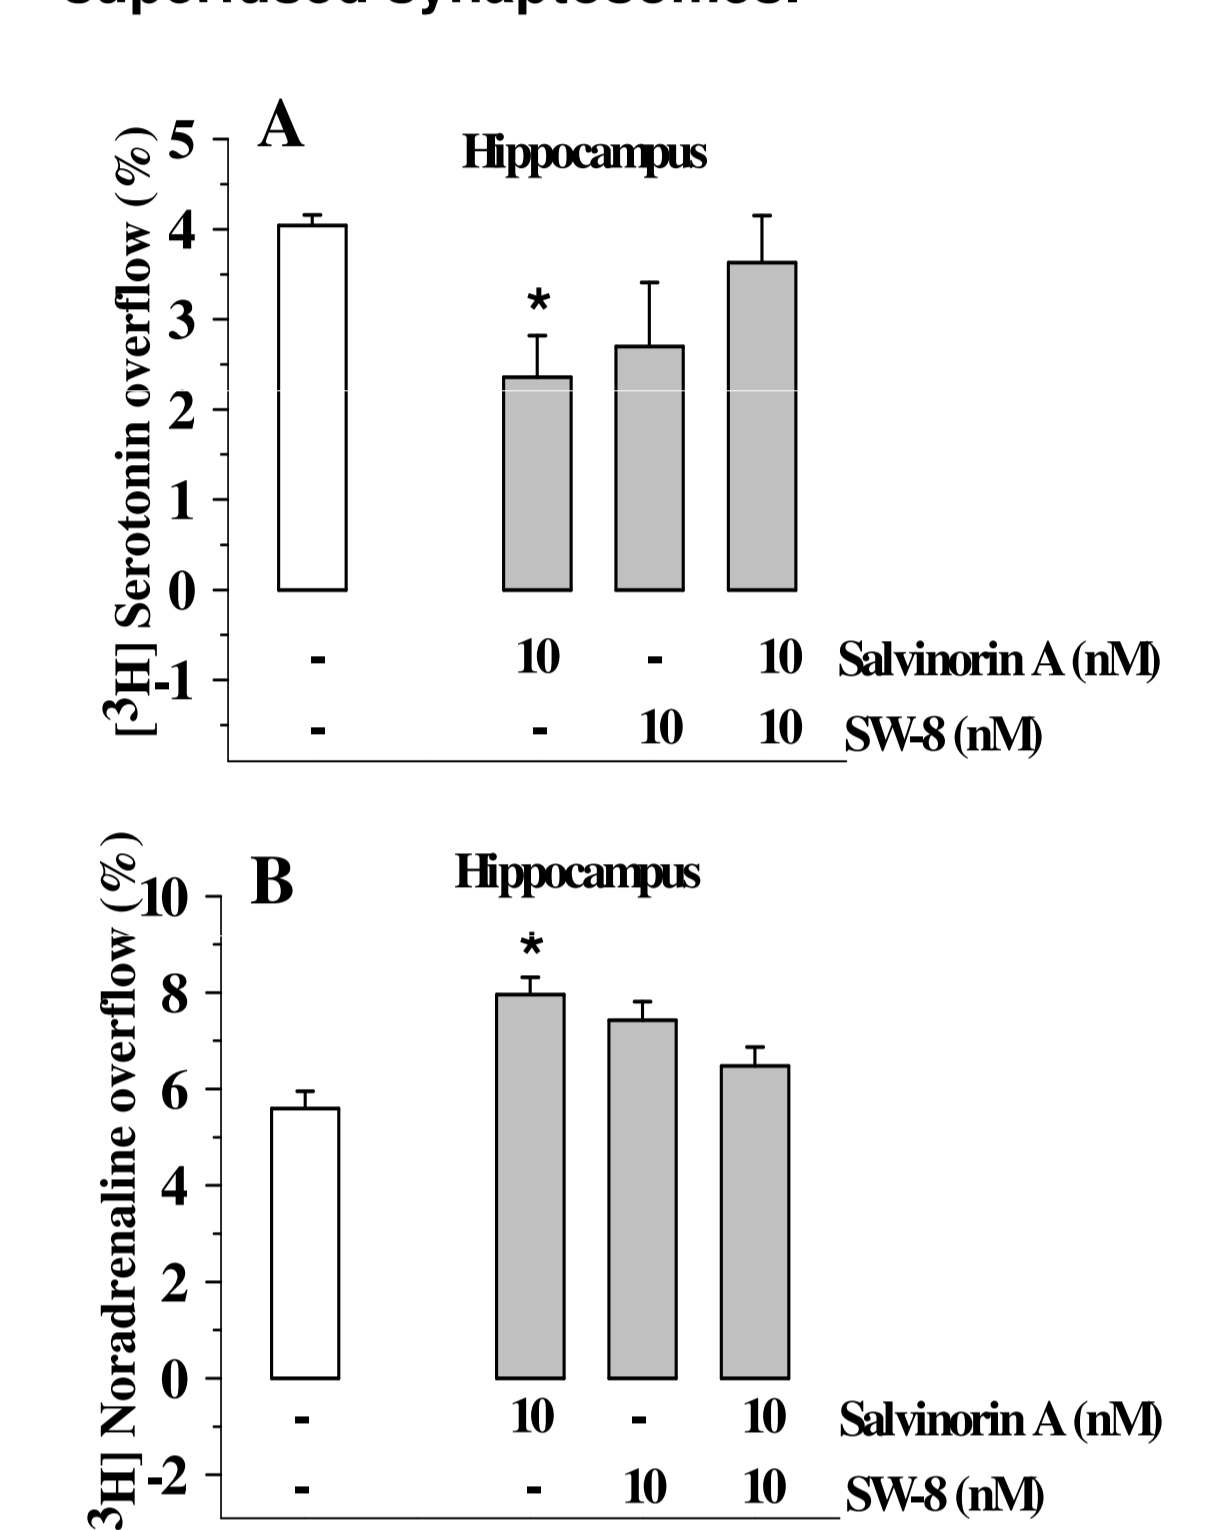 superfused synaptosomes.
A
Hippocampus
[3H] Serotonin overflow (%)
5
4
3
2
1
0
-1
- 10 - 10 Salvinorin A (nM)
- - 10 10 SW-8 (nM)
B
Hippocampus
3H] Noradrenaline overflow (%)
10
8
6
4
2
0
-2
*
*
- 10 - 10 Salvinorin A (nM)
- - 10 10 SW-8 (nM)